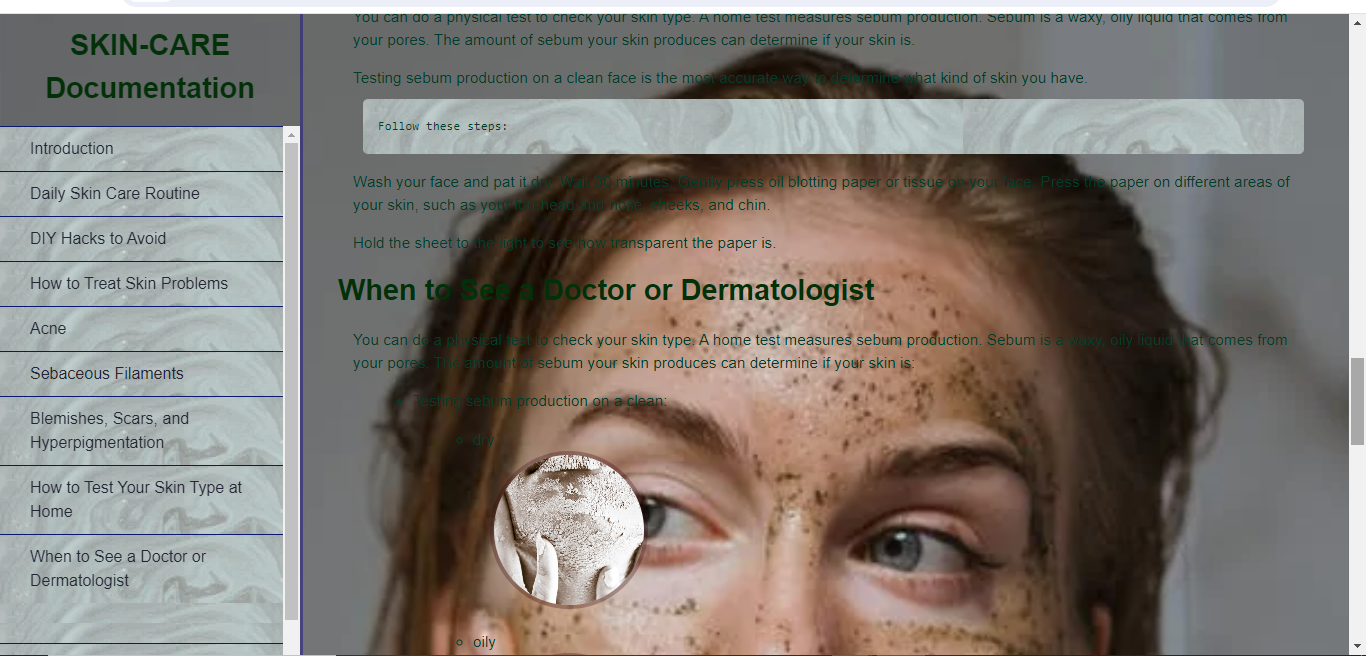 SKIN-CARE
Documentation
Introduction
Daily Skin Care Routine
DIY Hacks to Avoid
How to Treat Skin Problems
Acne
Sebaceous Filaments
Blemishes, Scars, and
Hyperpigmentation
How to Test Your Skin Type at
Home
When to See a Doctor or
Dermatologist
You can do a physical test to check your skin type. A home test measures sebum production. Sebum is a waxy, oily liquid that comes from
your pores. The amount of sebum your skin produces can determine if your skin is.
Testing sebum production on a clean face is the most accurate way to determine what kind of skin you have.
Follow these steps:
Wash your face and pat it dry. Wait 30 minutes. Gently press oil blotting paper or tissue on your face. Press the paper on different areas of
your skin, such as your forehead and nose, cheeks, and chin.
Hold the sheet to the light to see how transparent the paper is.
When to See a Doctor or Dermatologist
You can do a physical test to check your skin type. A home test measures sebum production. Sebum is a waxy, oily liquid that comes from
your pores. The amount of sebum your skin produces can determine if your skin is:
Testing sebum production on a clean:
dry
oily